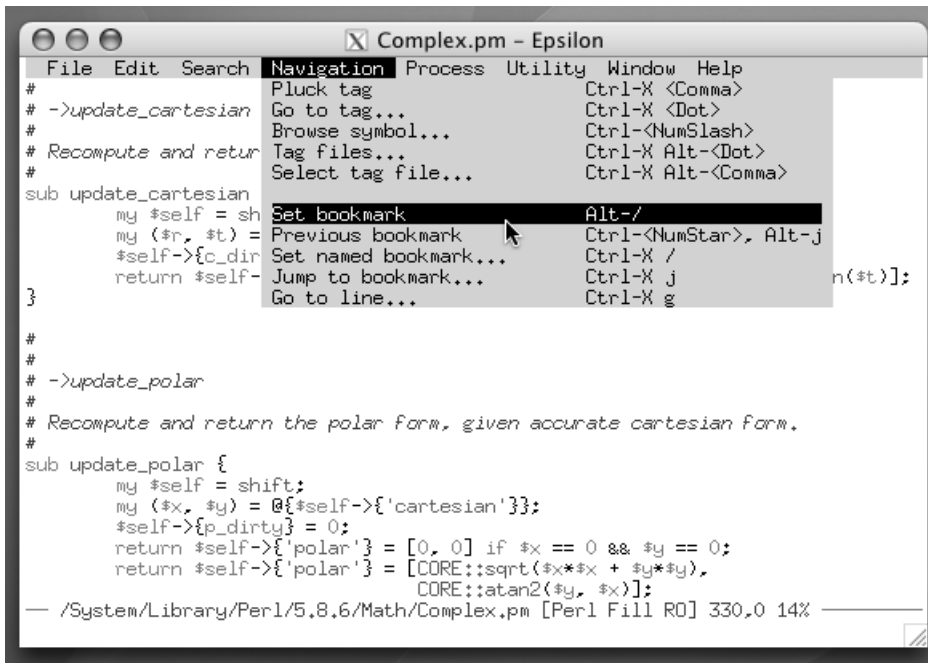 Complex.pm – Epsilon
File Edit Search Navigation Process Utility Window Help
# Pluck tag Ctrl-X <Comma>
# ->update_cartesian Go to tag... Ctrl-X <Dot>
# Browse symbol... Ctrl-<NumSlash>
# Recompute and retur Tag files... Ctrl-X Alt-<Dot>
# Select tag file... Ctrl-X Alt-<Comma>
sub update_cartesian
my $self = sh Set bookmark Alt-/
my ($r, $t) = Previous bookmark Ctrl-<NumStar>, Alt-j
$self->{c_dir Set named bookmark... Ctrl-X /
return $self- Jump to bookmark... Ctrl-X j n($t)];
} Go to line... Ctrl-X g
#
#
# ->update_polar
#
# Recompute and return the polar form, given accurate cartesian form.
#
sub update_polar {
my $self = shift;
my ($x, $y) = @{$self->{'cartesian'}};
$self->{p_dirty} = 0;
return $self->{'polar'} = [0, 0] if $x == 0 && $y == 0;
return $self->{'polar'} = [CORE::sqrt($x*$x + $y*$y),
CORE::atan2($y, $x)];
/System/Library/Perl/5.8.6/Math/Complex.pm [Perl Fill RO] 330,0 14%